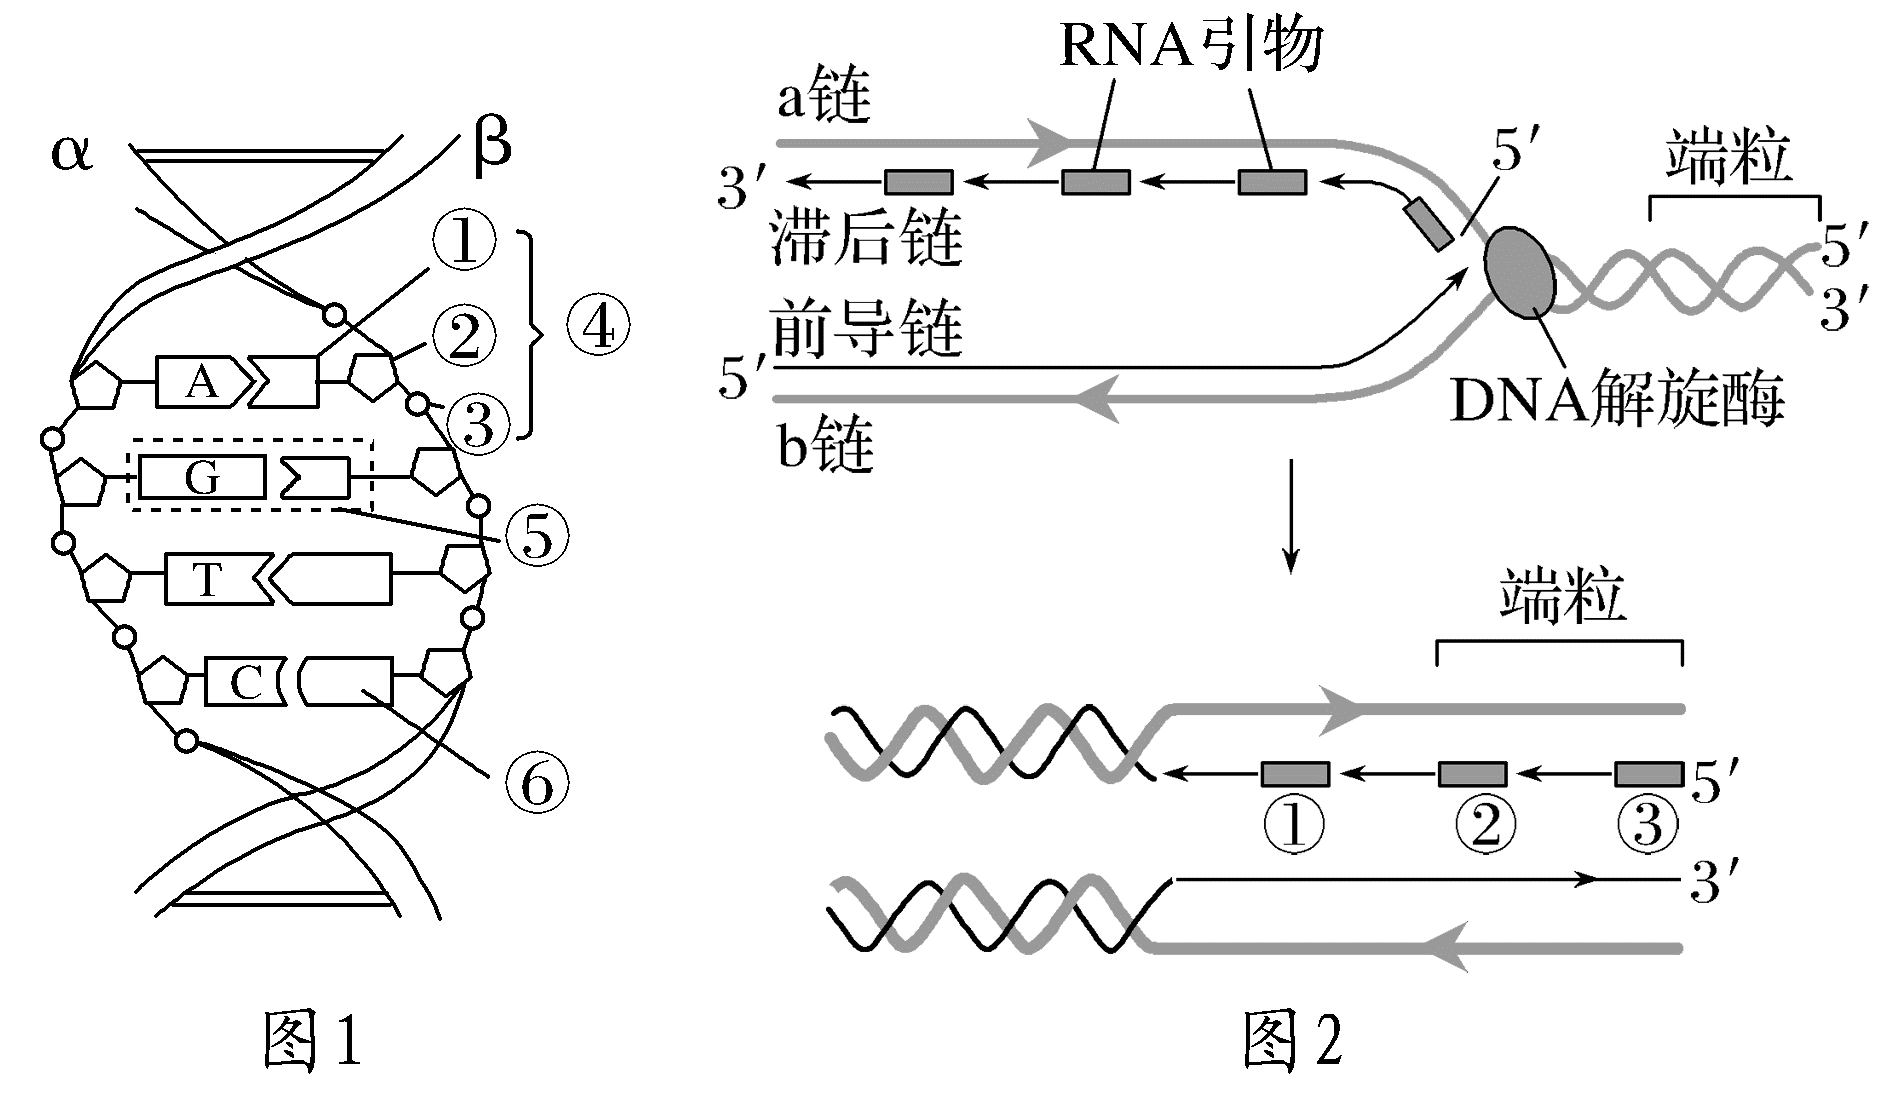 α
β
①
②
③
④
A
G
⑤
T
C
⑥
图1
RNA引物
a链
5′
端粒
3′
滞后链
5′
3′
前导链
5′
DNA解旋酶
b链
端粒
5′
①
②
③
3′
图2